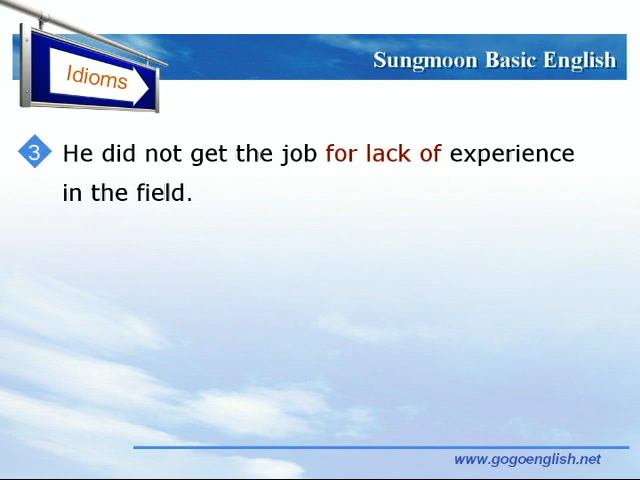 Idioms
Sungmoon Basic English
3 He did not get the job for lack of experience
in the field.
www.gogoenglish.net